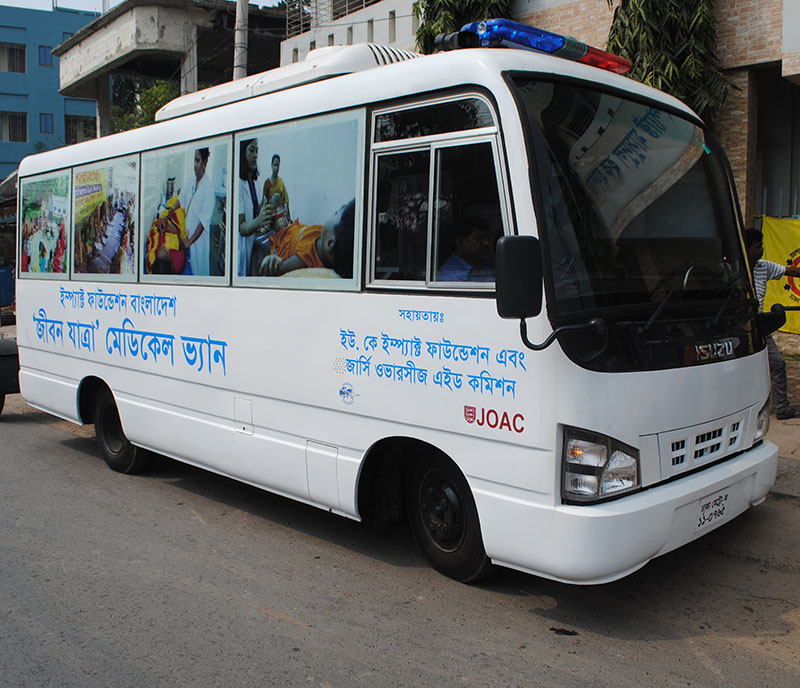 ইম্প্যাক্ট ফাউন্ডেশন বাংলাদেশ
‘জীবন যাত্রা’ মেডিকেল ভ্যান
সহায়তায়ঃ
ইউ. কে ইম্প্যাক্ট ফাউন্ডেশন এবং
জার্সি ওভারসীজ এইড কমিশন
JOAC
ISUZU